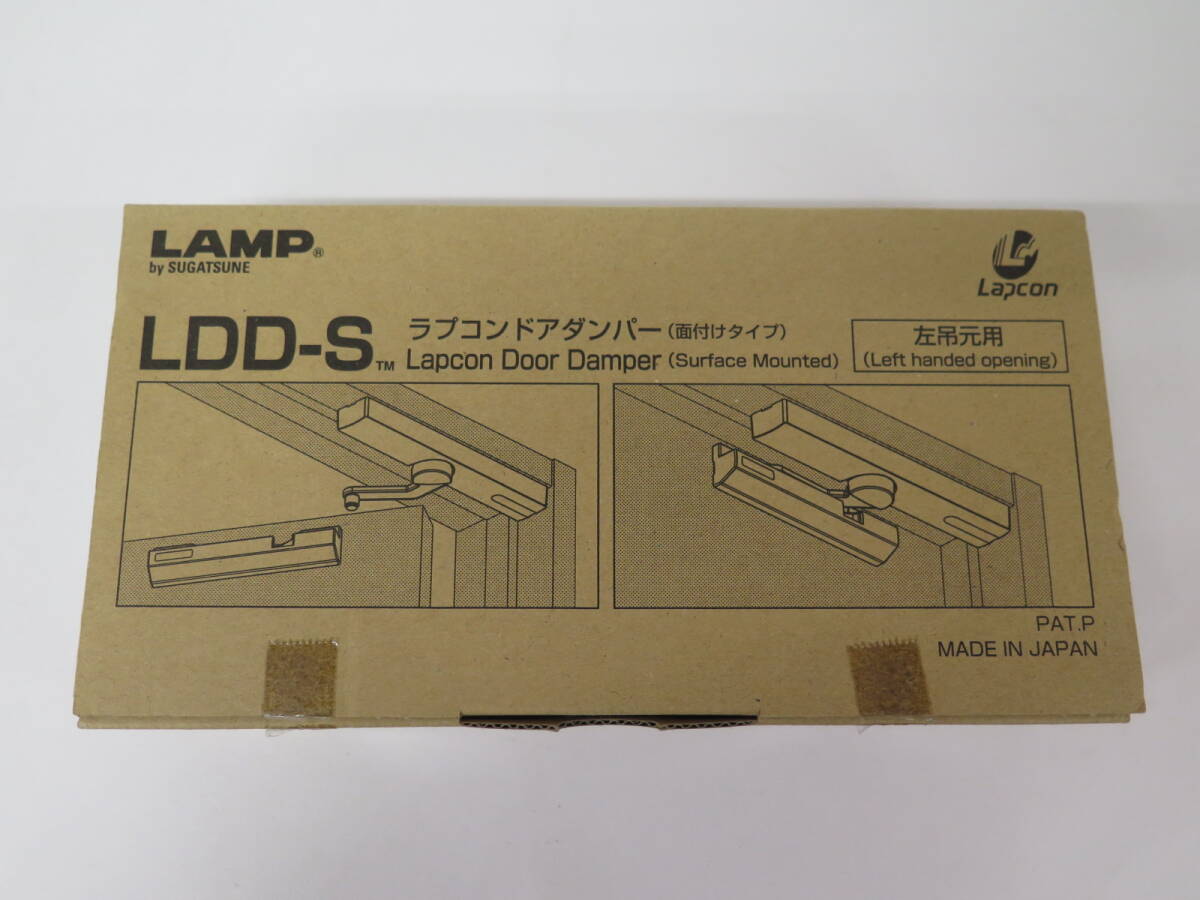 LAMP®
by SUGATSUNE
Lapcon
LDD-S™
ラプコンドアダンパー（面付けタイプ）
Lapcon Door Damper (Surface Mounted)
左吊元用
(Left handed opening)
PAT.P
MADE IN JAPAN